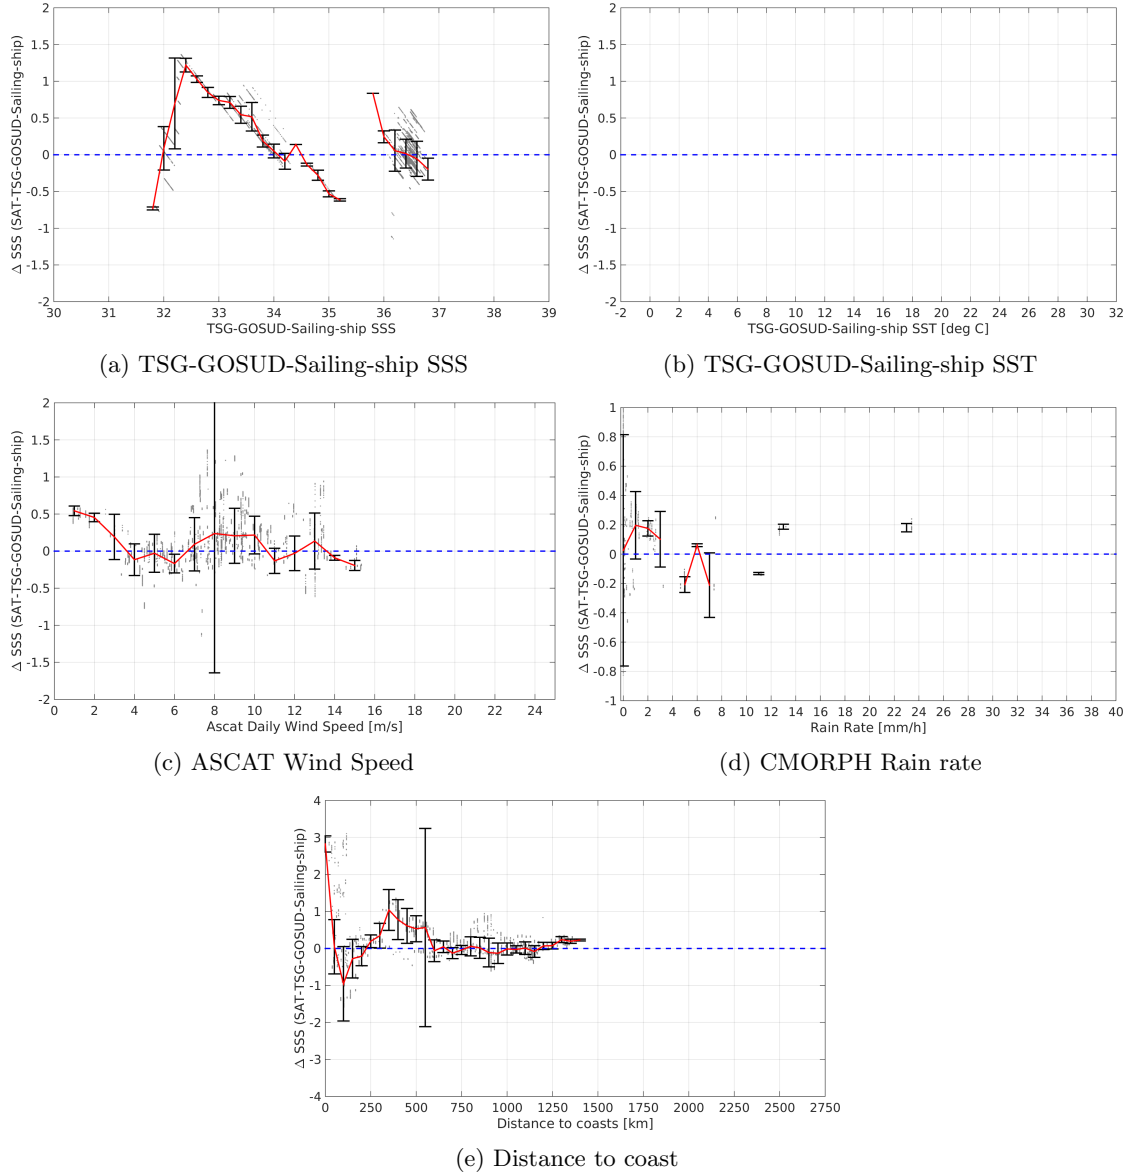 2
1.5
1
0.5
0
-0.5
-1
-1.5
-2
30 31 32 33 34 35 36 37 38 39
Δ SSS (SAT-TSG-GOSUD-Sailing-ship)
TSG-GOSUD-Sailing-ship SSS
(a) TSG-GOSUD-Sailing-ship SSS
2
1.5
1
0.5
0
-0.5
-1
-1.5
-2
-2 0 2 4 6 8 10 12 14 16 18 20 22 24 26 28 30 32
Δ SSS (SAT-TSG-GOSUD-Sailing-ship)
TSG-GOSUD-Sailing-ship SST [deg C]
(b) TSG-GOSUD-Sailing-ship SST
2
1.5
1
0.5
0
-0.5
-1
-1.5
-2
0 2 4 6 8 10 12 14 16 18 20 22 24
Δ SSS (SAT-TSG-GOSUD-Sailing-ship)
Ascat Daily Wind Speed [m/s]
(c) ASCAT Wind Speed
1
0.8
0.6
0.4
0.2
0
-0.2
-0.4
-0.6
-0.8
-1
0 2 4 6 8 10 12 14 16 18 20 22 24 26 28 30 32 34 36 38 40
Δ SSS (SAT-TSG-GOSUD-Sailing-ship)
Rain Rate [mm/h]
(d) CMORPH Rain rate
4
3
2
1
0
-1
-2
-3
-4
0 250 500 750 1000 1250 1500 1750 2000 2250 2500 2750
Δ SSS (SAT-TSG-GOSUD-Sailing-ship)
Distance to coasts [km]
(e) Distance to coast